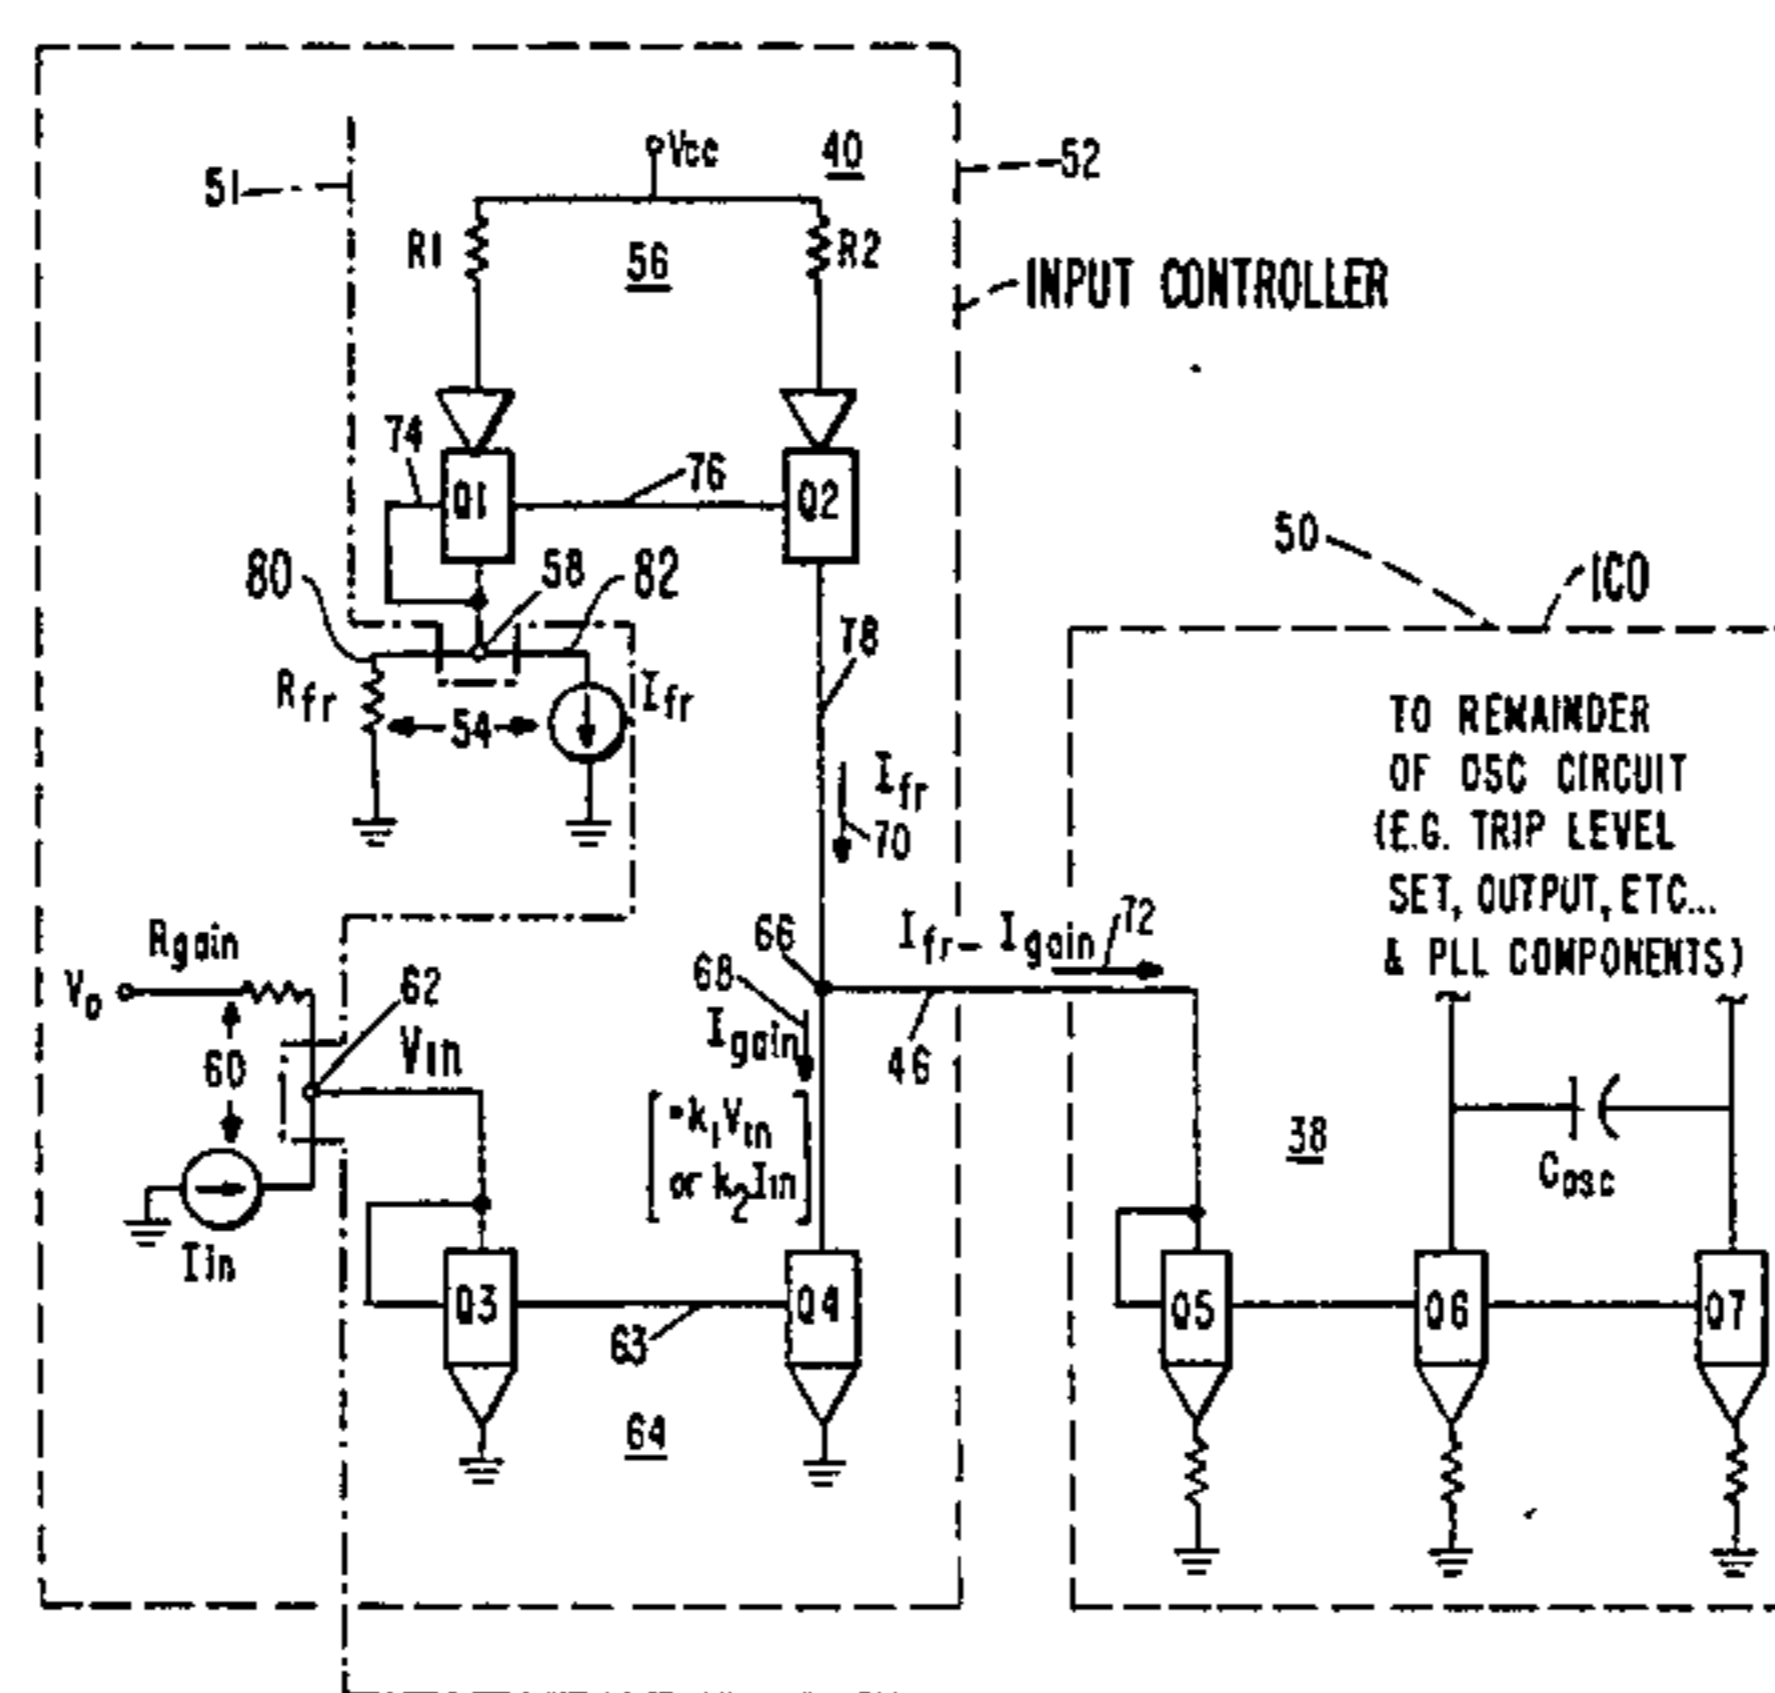 Vcc
40
52
51
R1
56
R2
INPUT CONTROLLER
74
Q1
76
Q2
50
ICO
80
58
82
78
Rfr
54
Ifr
TO REMAINDER
OF OSC CIRCUIT
(E.G. TRIP LEVEL
SET, OUTPUT, ETC...
& PLL COMPONENTS)
Ifr
70
Rgain
66
Ifr - Igain
72
Vo
62
68
Igain
46
60
Vin
[=k1Vin
or k2Iin]
38
Cosc
Iin
Q3
63
Q4
Q5
Q6
Q7
64